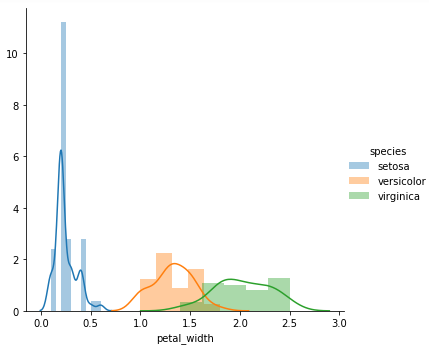 10
8
6
4
2
0
0.0 0.5 1.0 1.5 2.0 2.5 3.0
petal_width
species
setosa
versicolor
virginica